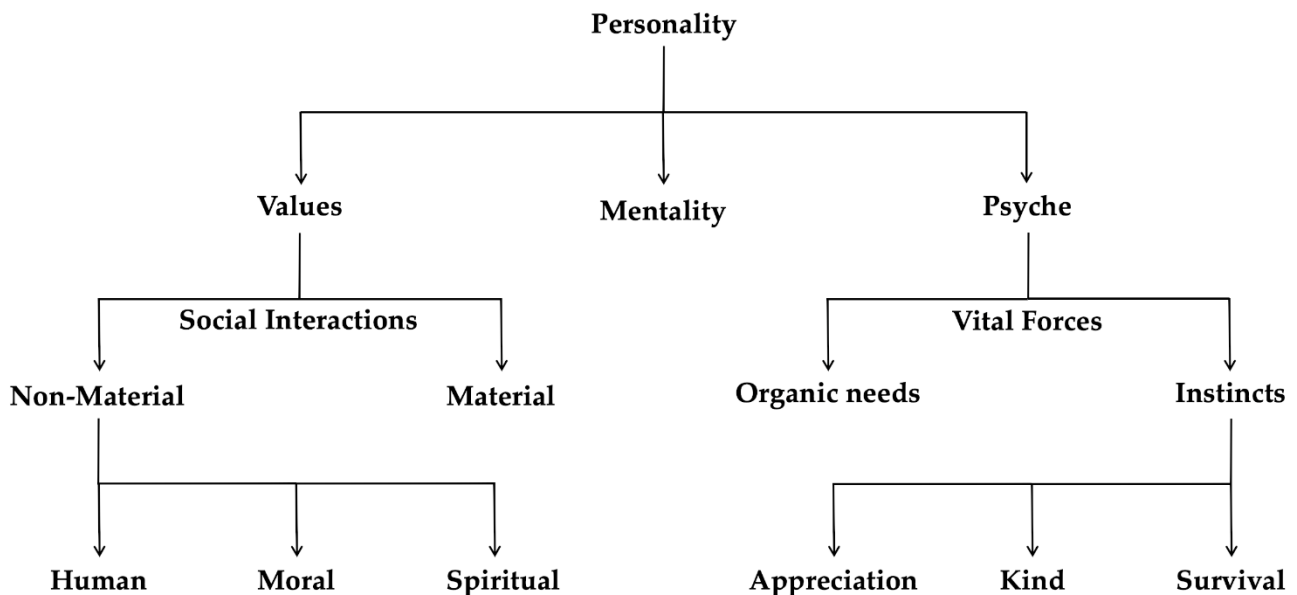 Personality
Values
Mentality
Psyche
Social Interactions
Vital Forces
Non-Material
Material
Organic needs
Instincts
Human
Moral
Spiritual
Appreciation
Kind
Survival